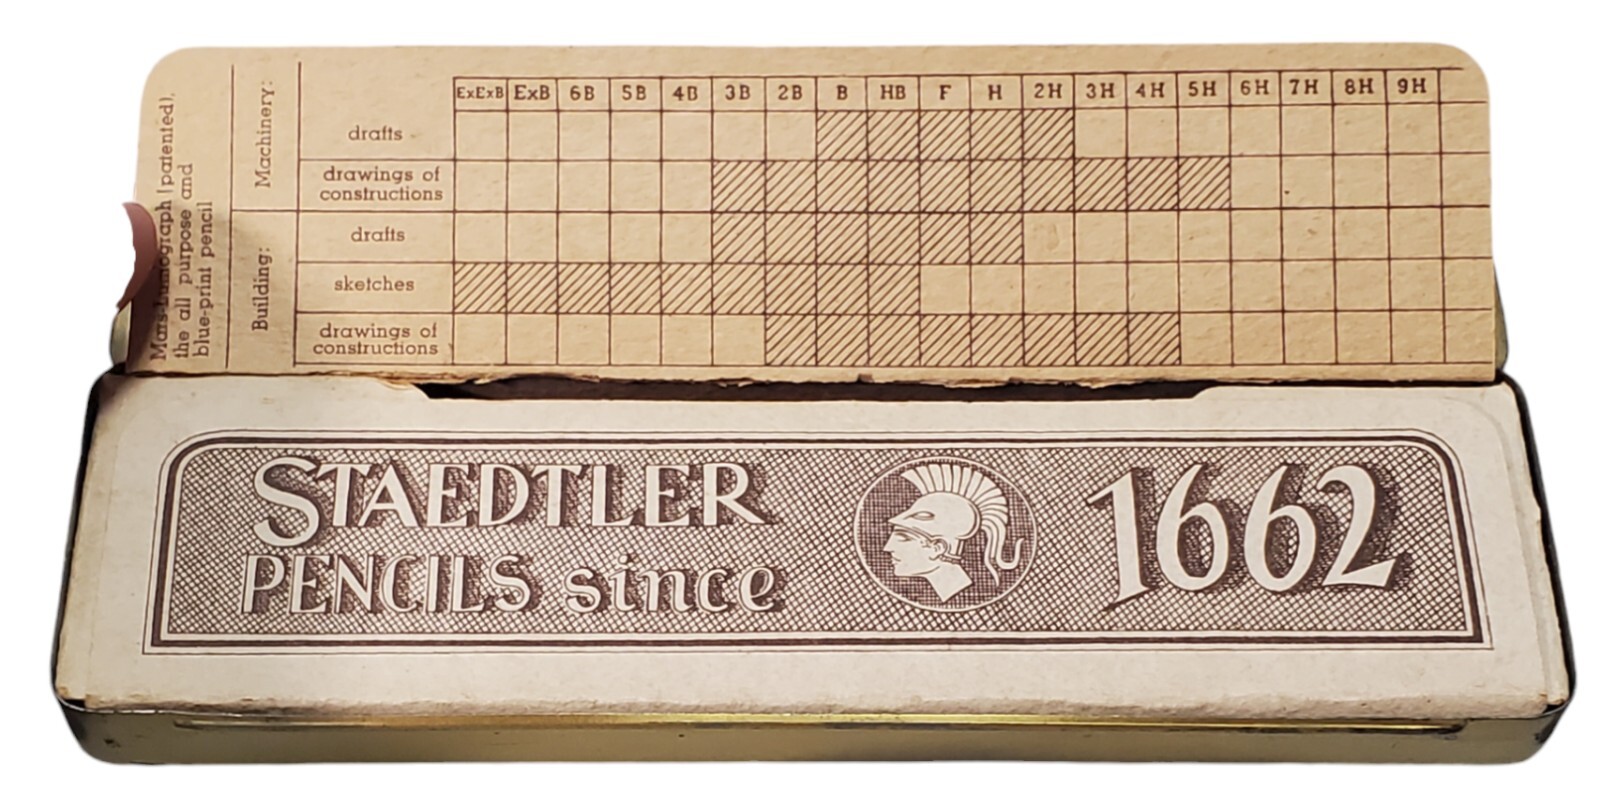 Mars-Lumograph (patented),
the all purpose and
blue-print pencil
Machinery:
Building:
ExExB ExB 6B 5B 4B 3B 2B B HB F H 2H 3H 4H 5H 6H 7H 8H 9H
drafts
drawings of
constructions
drafts
sketches
drawings of
constructions
STAEDTLER
PENCILS since
1662